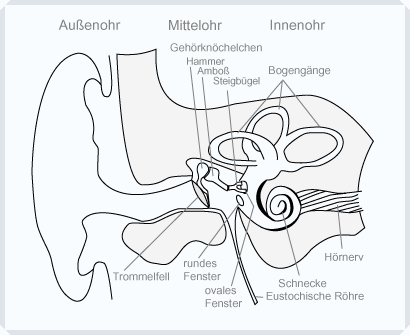 Außenohr Mittelohr Innenohr
Gehörknöchelchen
Hammer
Amboß
Steigbügel
Bogengänge
Trommelfell
rundes
Fenster
ovales
Fenster
Hörnerv
Schnecke
Eustochische Röhre